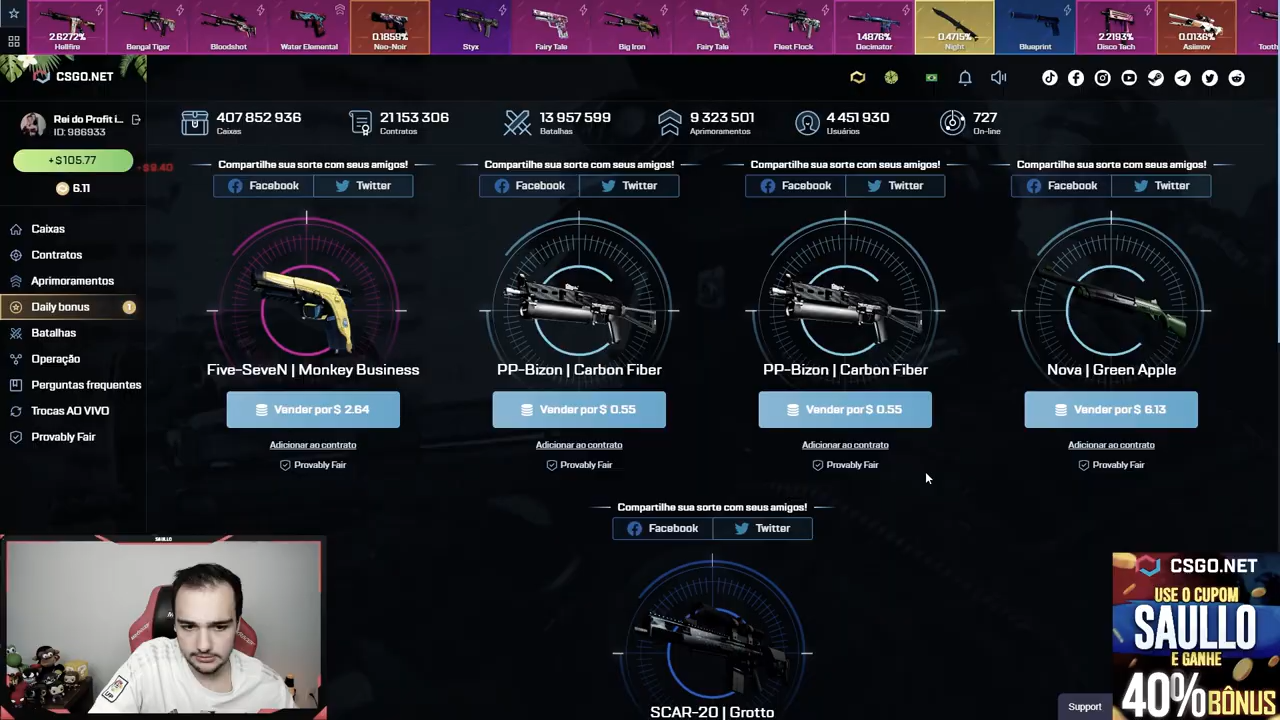 2.6272%
Hellfire
Bengal Tiger
Bloodshot
Water Elemental
0.1859%
Neo-Noir
Styx
Fairy Tale
Big Iron
Fairy Tale
Fleet Flock
1.4876%
Decimator
0.4715%
Night
Blueprint
2.2193%
Disco Tech
0.0136%
Asiimov
Tooth
CSGO.NET
Rei do Profit i...
ID: 986933
+$105.77
6.11
407 852 936
Caixas
21 153 306
Contratos
13 957 599
Batalhas
9 323 501
Aprimoramentos
4 451 930
Usuários
727
On-line
Caixas
Contratos
Aprimoramentos
Daily bonus
Batalhas
Operação
Perguntas frequentes
Trocas AO VIVO
Provably Fair
Compartilhe sua sorte com seus amigos!
Facebook
Twitter
Five-SeveN | Monkey Business
Vender por $ 2.64
Adicionar ao contrato
Provably Fair
Compartilhe sua sorte com seus amigos!
Facebook
Twitter
PP-Bizon | Carbon Fiber
Vender por $ 0.55
Adicionar ao contrato
Provably Fair
Compartilhe sua sorte com seus amigos!
Facebook
Twitter
PP-Bizon | Carbon Fiber
Vender por $ 0.55
Adicionar ao contrato
Provably Fair
Compartilhe sua sorte com seus amigos!
Facebook
Twitter
Nova | Green Apple
Vender por $ 6.13
Adicionar ao contrato
Provably Fair
Compartilhe sua sorte com seus amigos!
Facebook
Twitter
SCAR-20 | Grotto
SAULLO
CSGO.NET
USE O CUPOM
SAULLO
E GANHE
40% BÔNUS
Support